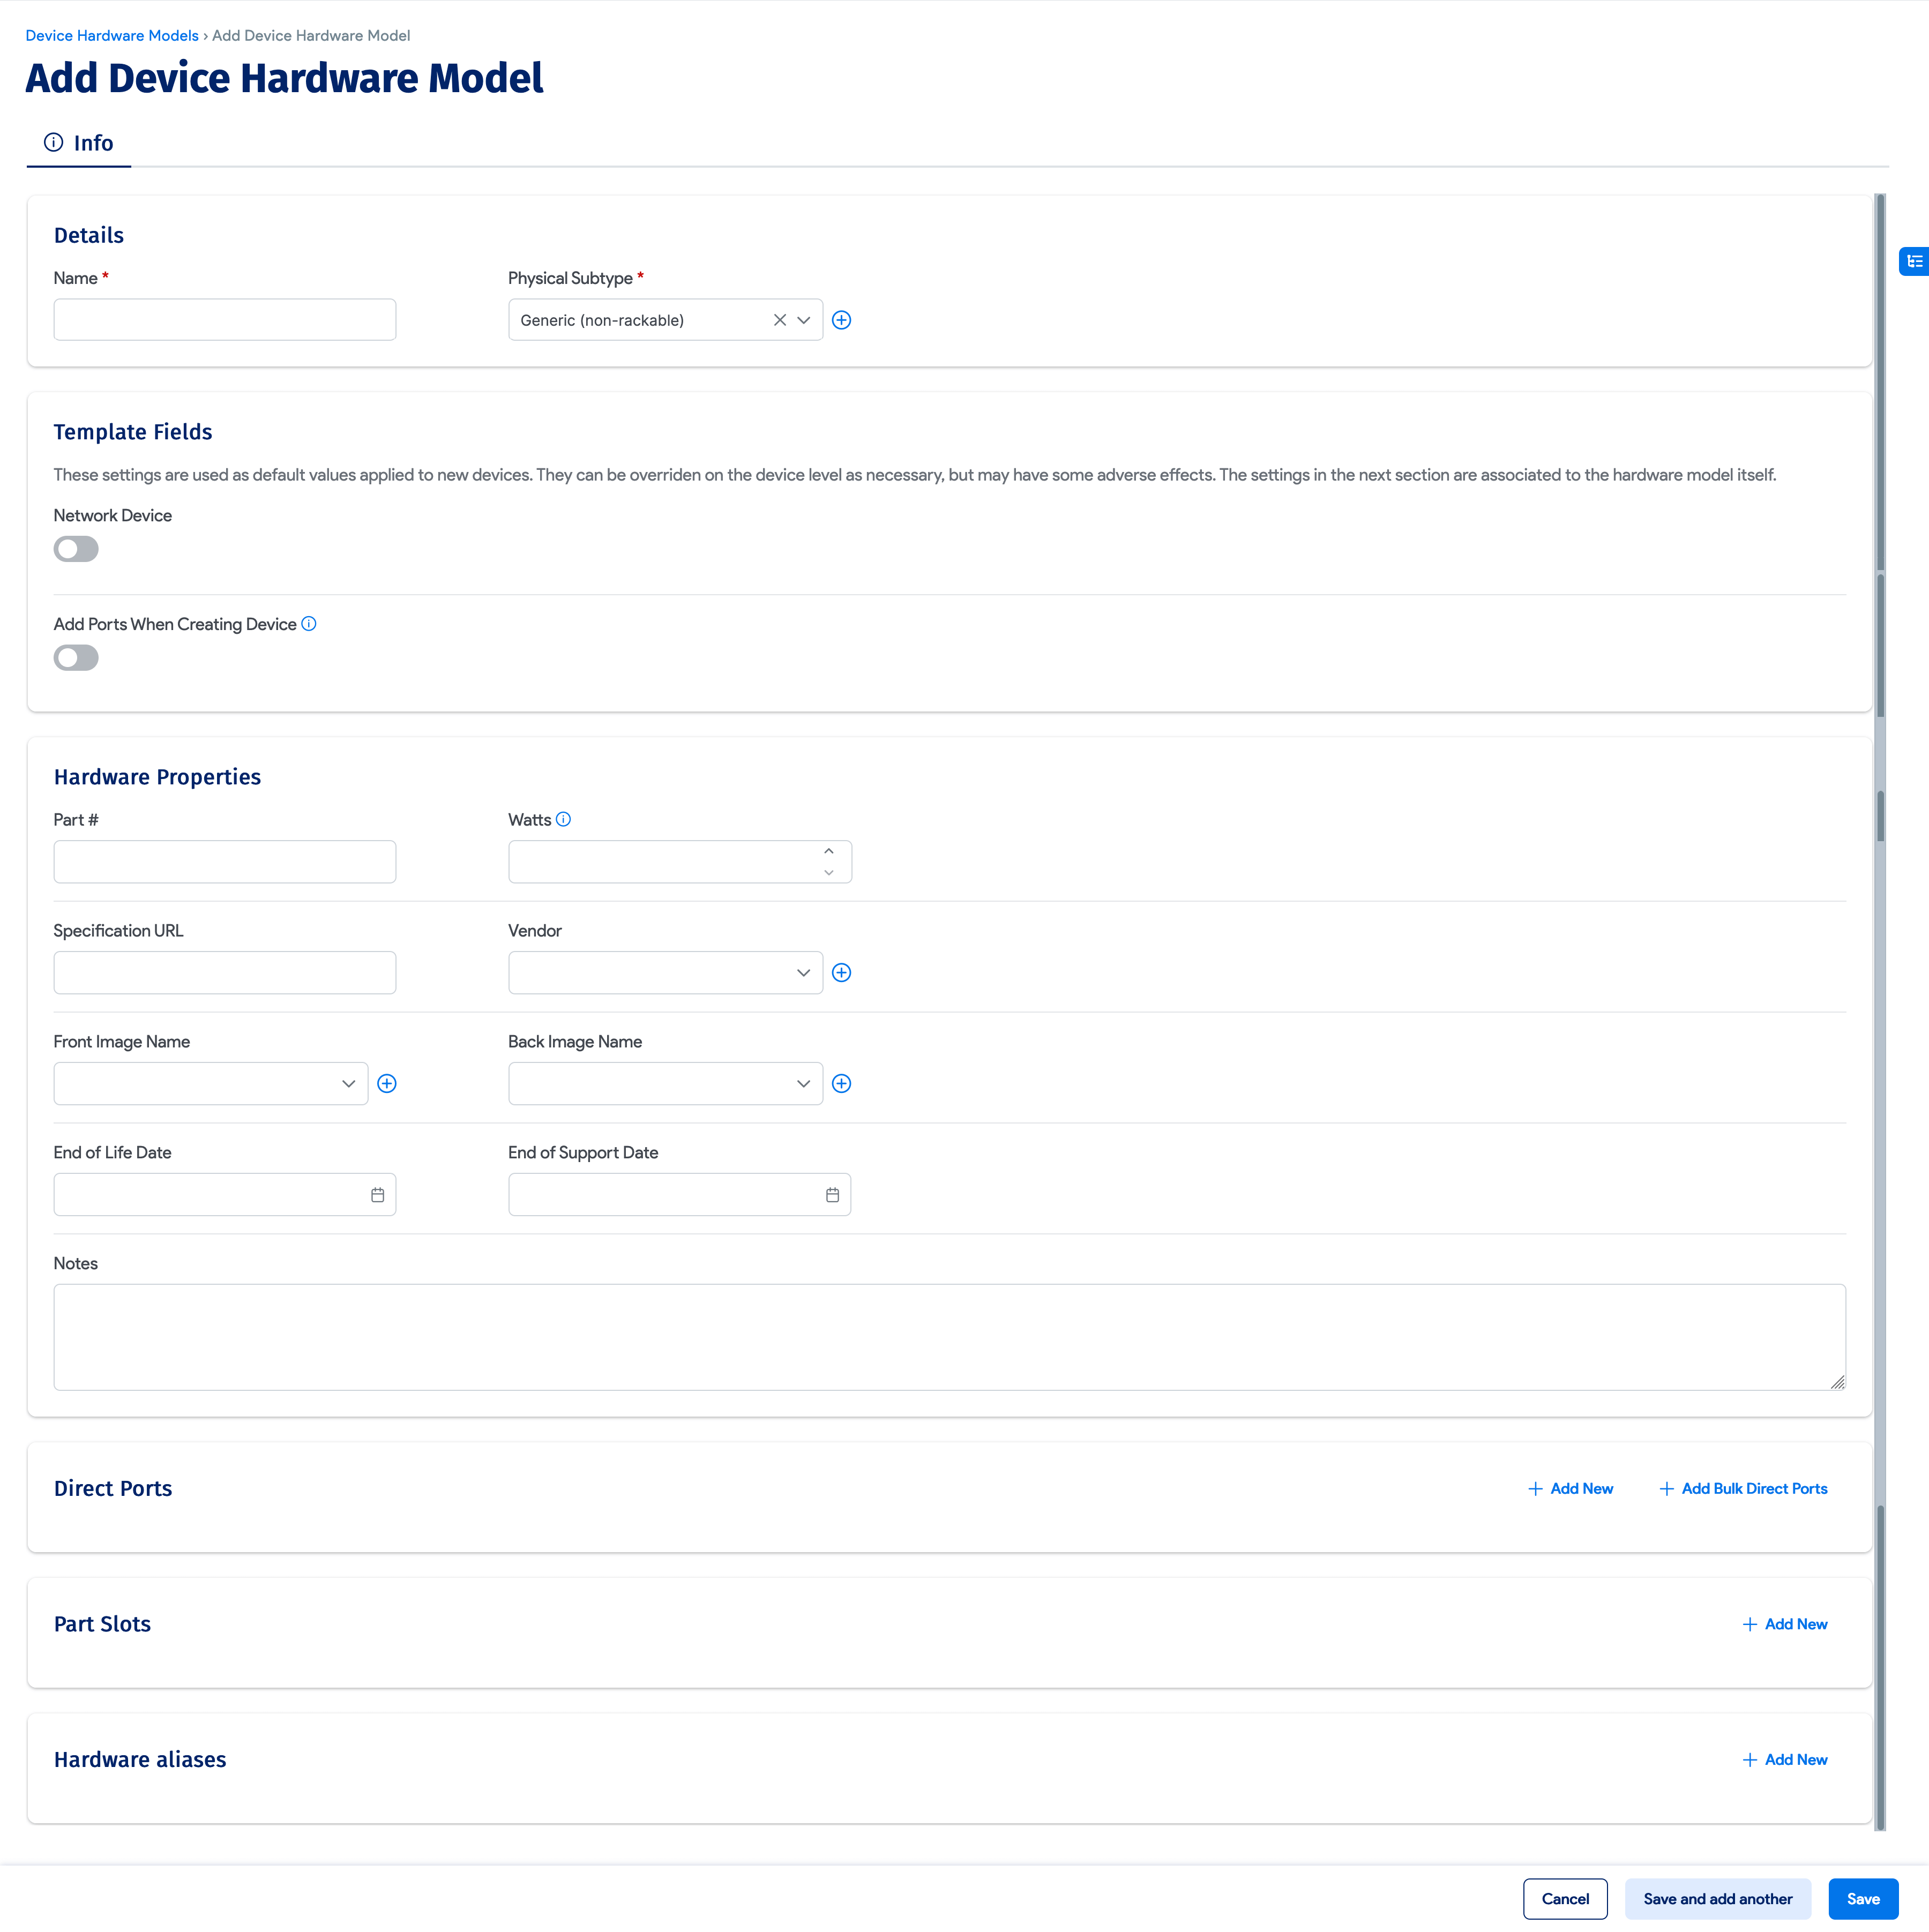 Device Hardware Models › Add Device Hardware Model
Add Device Hardware Model
Info
Details
Name *
Physical Subtype *
Generic (non-rackable)
Template Fields
These settings are used as default values applied to new devices. They can be overriden on the device level as necessary, but may have some adverse effects. The settings in the next section are associated to the hardware model itself.
Network Device
Add Ports When Creating Device
Hardware Properties
Part #
Watts
Specification URL
Vendor
Front Image Name
Back Image Name
End of Life Date
End of Support Date
Notes
Direct Ports
Add New
Add Bulk Direct Ports
Part Slots
Add New
Hardware aliases
Add New
Cancel
Save and add another
Save